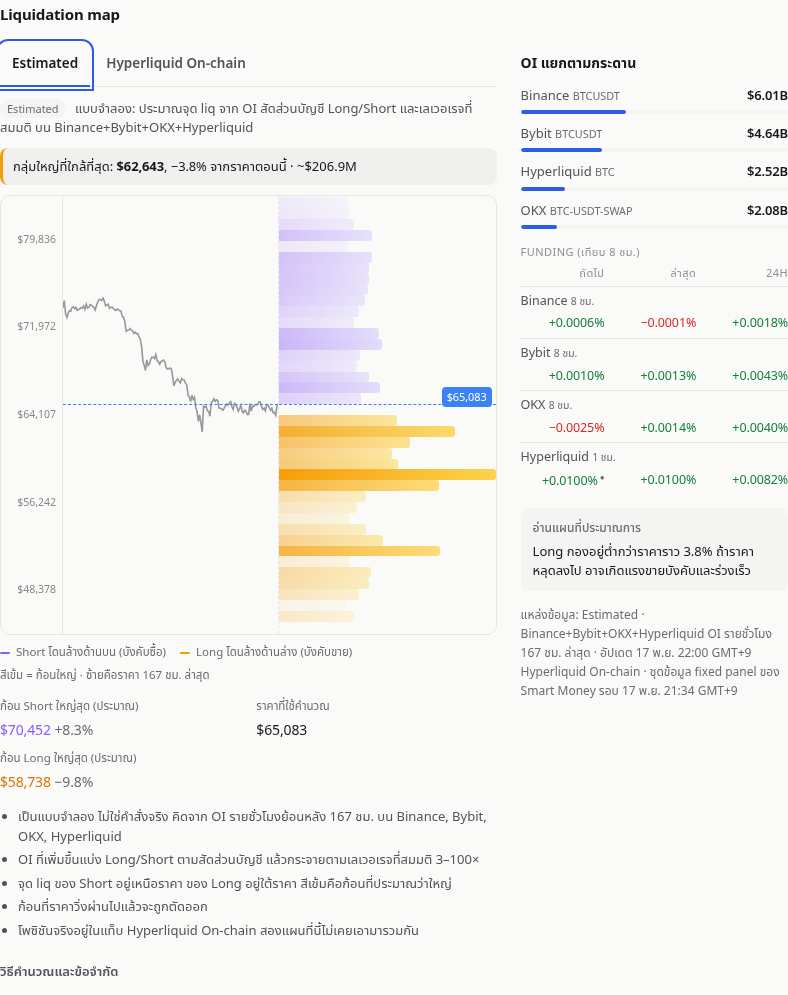 Liquidation map
Estimated
Hyperliquid On-chain
Estimated แบบจำลอง: ประมาณจุด liq จาก OI สัดส่วนบัญชี Long/Short และเลเวอเรจที่
สมมติ บน Binance+Bybit+OKX+Hyperliquid
กลุ่มใหญ่ที่ใกล้ที่สุด: $62,643, −3.8% จากราคาตอนนี้ · ~$206.9M
$79,836
$71,972
$65,083
$64,107
$56,242
$48,378
Short โดนล้างด้านบน (บังคับซื้อ)
Long โดนล้างด้านล่าง (บังคับขาย)
สีเข้ม = ก้อนใหญ่ · ซ้ายคือราคา 167 ชม. ล่าสุด
ก้อน Short ใหญ่สุด (ประมาณ)
$70,452 +8.3%
ราคาที่ใช้คำนวณ
$65,083
ก้อน Long ใหญ่สุด (ประมาณ)
$58,738 −9.8%
• เป็นแบบจำลอง ไม่ใช่คำสั่งจริง คิดจาก OI รายชั่วโมงย้อนหลัง 167 ชม. บน Binance, Bybit,
OKX, Hyperliquid
• OI ที่เพิ่มขึ้นแบ่ง Long/Short ตามสัดส่วนบัญชี แล้วกระจายตามเลเวอเรจที่สมมติ 3–100×
• จุด liq ของ Short อยู่เหนือราคา ของ Long อยู่ใต้ราคา สีเข้มคือก้อนที่ประมาณว่าใหญ่
• ก้อนที่ราคาวิ่งผ่านไปแล้วจะถูกตัดออก
• โพซิชันจริงอยู่ในแท็บ Hyperliquid On-chain สองแผนที่นี้ไม่เคยเอามารวมกัน
วิธีคำนวณและข้อจำกัด
OI แยกตามกระดาน
Binance BTCUSDT $6.01B
Bybit BTCUSDT $4.64B
Hyperliquid BTC $2.52B
OKX BTC-USDT-SWAP $2.08B
FUNDING (เทียบ 8 ชม.)
ถัดไป ล่าสุด 24H
Binance 8 ชม.
+0.0006% −0.0001% +0.0018%
Bybit 8 ชม.
+0.0010% +0.0013% +0.0043%
OKX 8 ชม.
−0.0025% +0.0014% +0.0040%
Hyperliquid 1 ชม.
+0.0100% • +0.0100% +0.0082%
อ่านแผนที่ประมาณการ
Long กองอยู่ต่ำกว่าราคาราว 3.8% ถ้าราคา
หลุดลงไป อาจเกิดแรงขายบังคับและร่วงเร็ว
แหล่งข้อมูล: Estimated ·
Binance+Bybit+OKX+Hyperliquid OI รายชั่วโมง
167 ชม. ล่าสุด · อัปเดต 17 พ.ย. 22:00 GMT+9
Hyperliquid On-chain · ชุดข้อมูล fixed panel ของ
Smart Money รอบ 17 พ.ย. 21:34 GMT+9